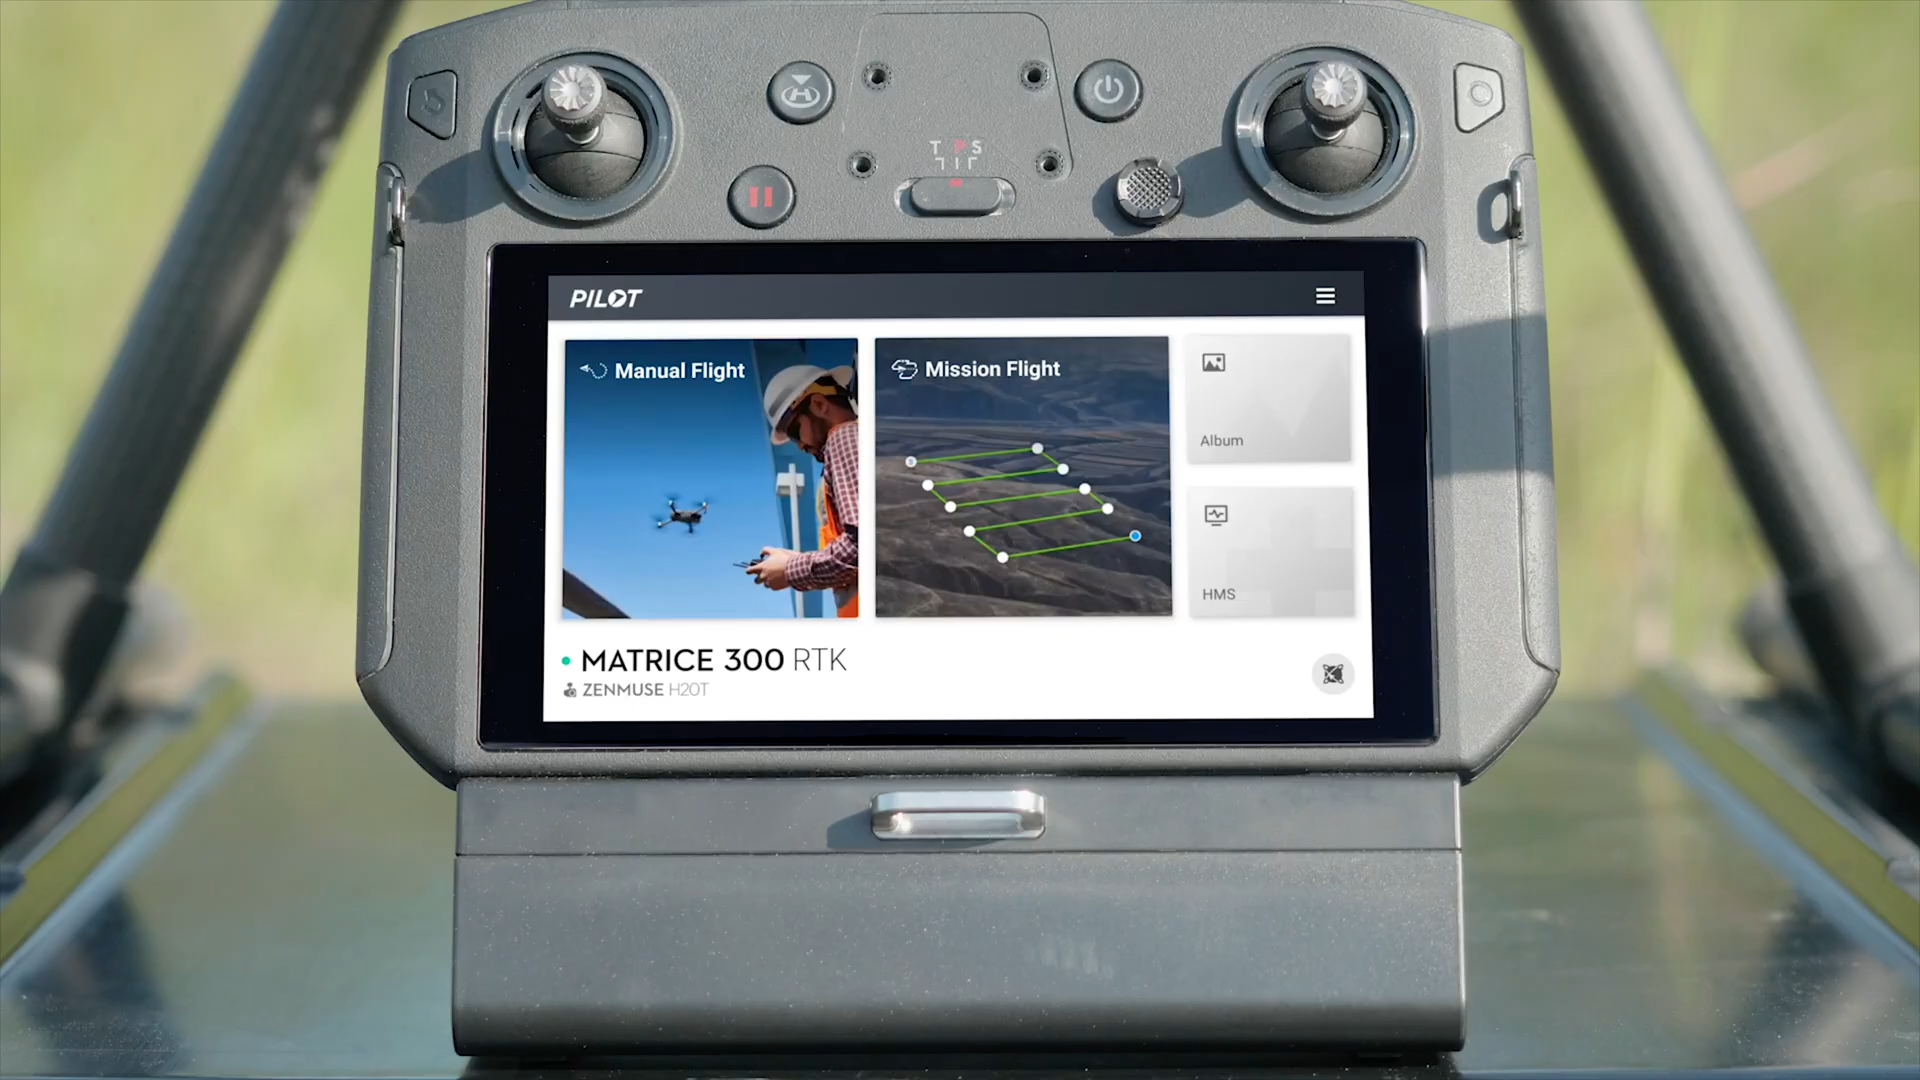 T P S
PILOT
Manual Flight
Mission Flight
Album
HMS
MATRICE 300 RTK
ZENMUSE H20T